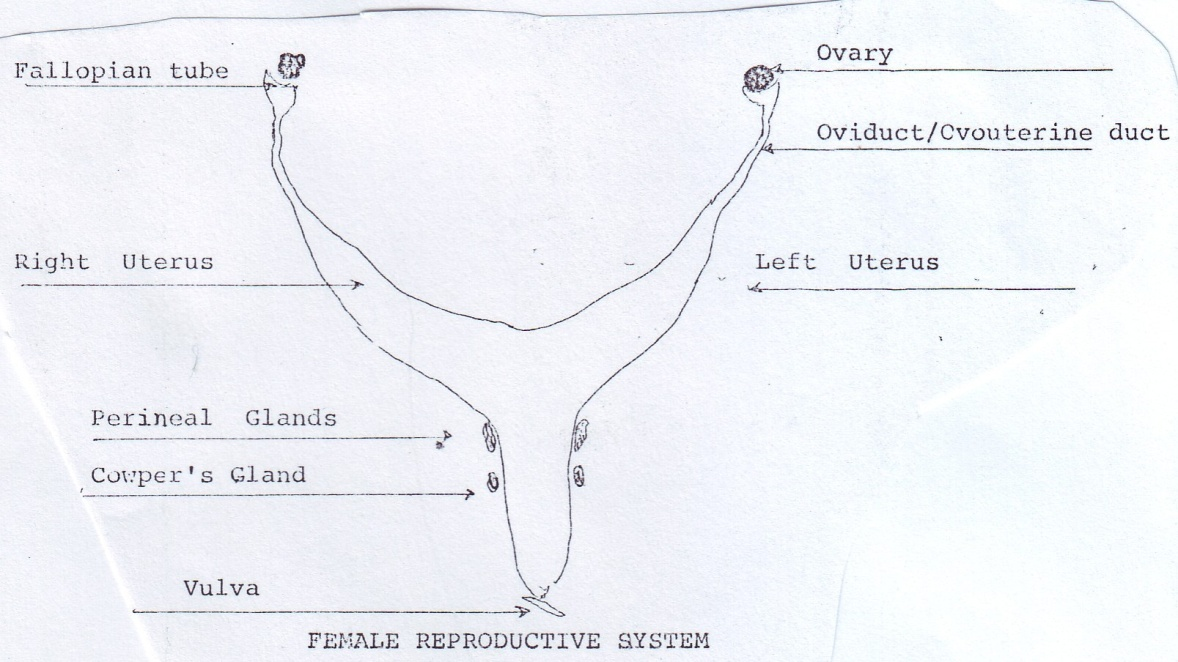 Fallopian tube
Ovary
Oviduct/Cvouterine duct
Right Uterus
Left Uterus
Perineal Glands
Cowper's Gland
Vulva
FEMALE REPRODUCTIVE SYSTEM